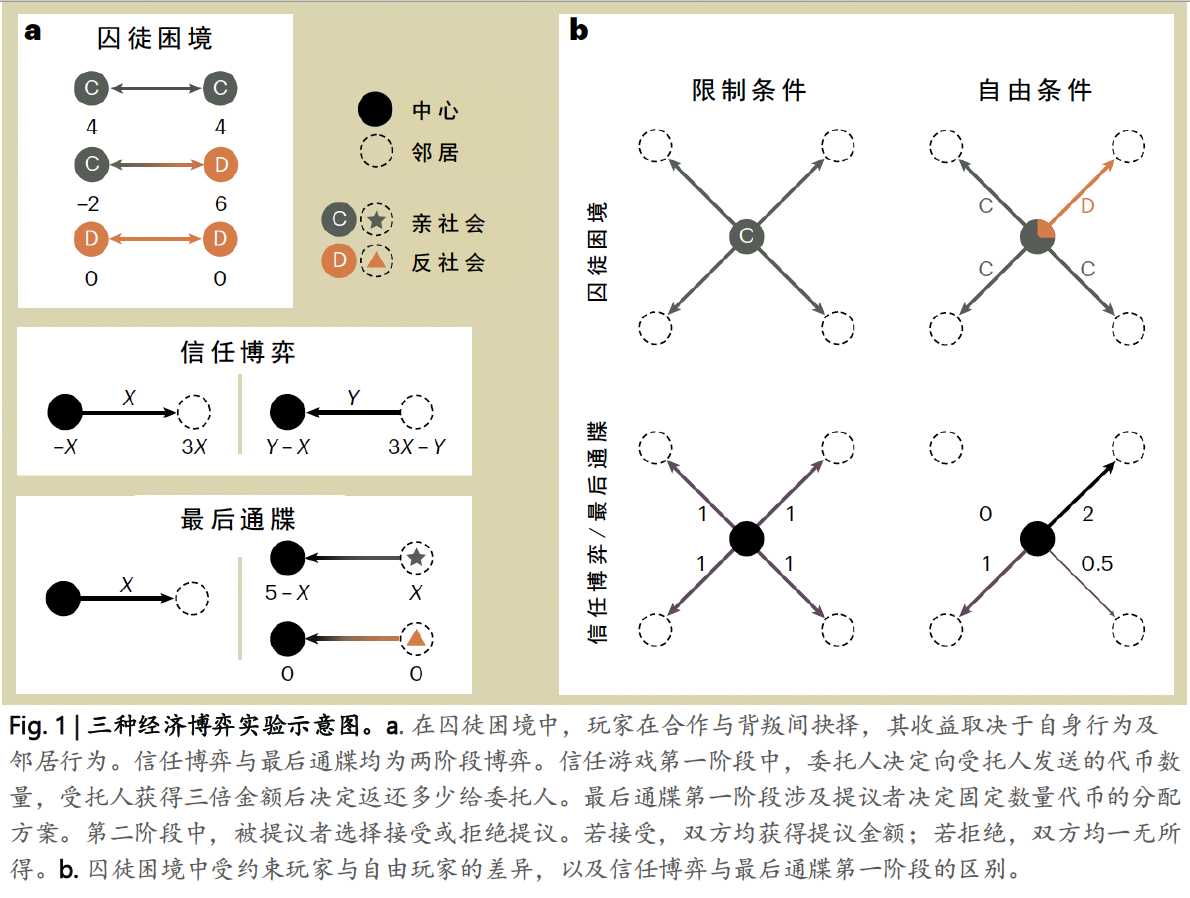 a
囚徒困境
C C
4 4
C D
–2 6
D D
0 0
中心
邻居
C 亲社会
D 反社会
信任博弈
X Y
–X 3X Y – X 3X – Y
最后通牒
X
5 – X X
0 0
b
限制条件 自由条件
囚徒困境
C
C D
C C
信任博弈/最后通牒
1 1
1 1
0 2
1 0.5
Fig. 1 | 三种经济博弈实验示意图。a. 在囚徒困境中，玩家在合作与背叛间抉择，其收益取决于自身行为及
邻居行为。信任博弈与最后通牒均为两阶段博弈。信任游戏第一阶段中，委托人决定向受托人发送的代币数
量，受托人获得三倍金额后决定返还多少给委托人。最后通牒第一阶段涉及提议者决定固定数量代币的分配
方案。第二阶段中，被提议者选择接受或拒绝提议。若接受，双方均获得提议金额；若拒绝，双方均一无所
得。b. 囚徒困境中受约束玩家与自由玩家的差异，以及信任博弈与最后通牒第一阶段的区别。